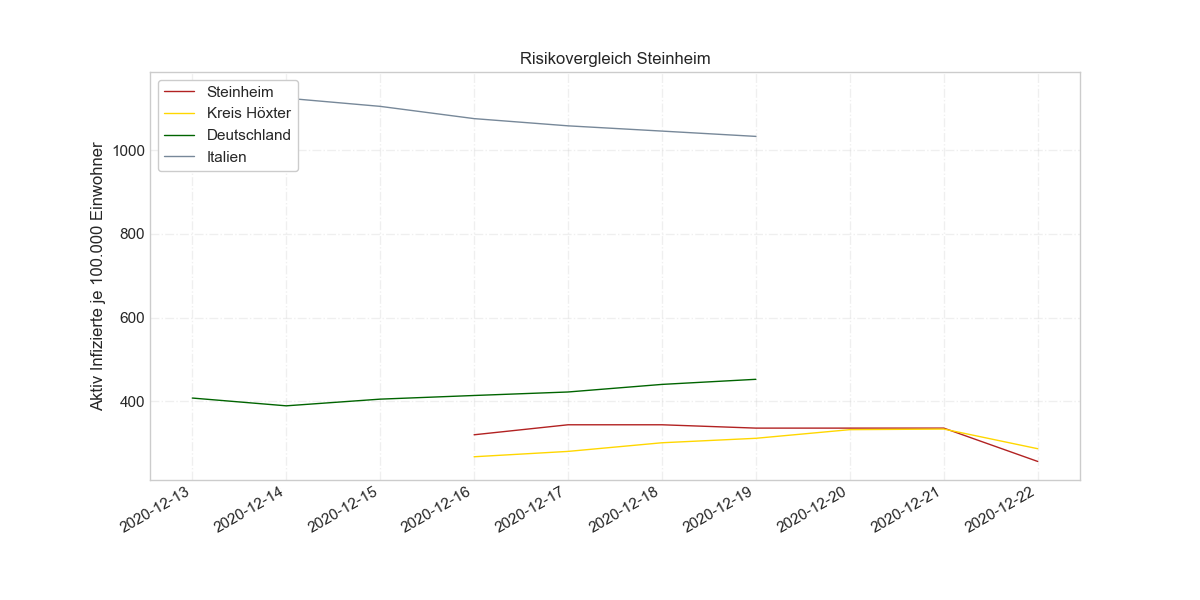 Risikovergleich Steinheim
Steinheim
Kreis Höxter
Deutschland
Italien
Aktiv Infizierte je 100.000 Einwohner
1000
800
600
400
2020-12-13
2020-12-14
2020-12-15
2020-12-16
2020-12-17
2020-12-18
2020-12-19
2020-12-20
2020-12-21
2020-12-22